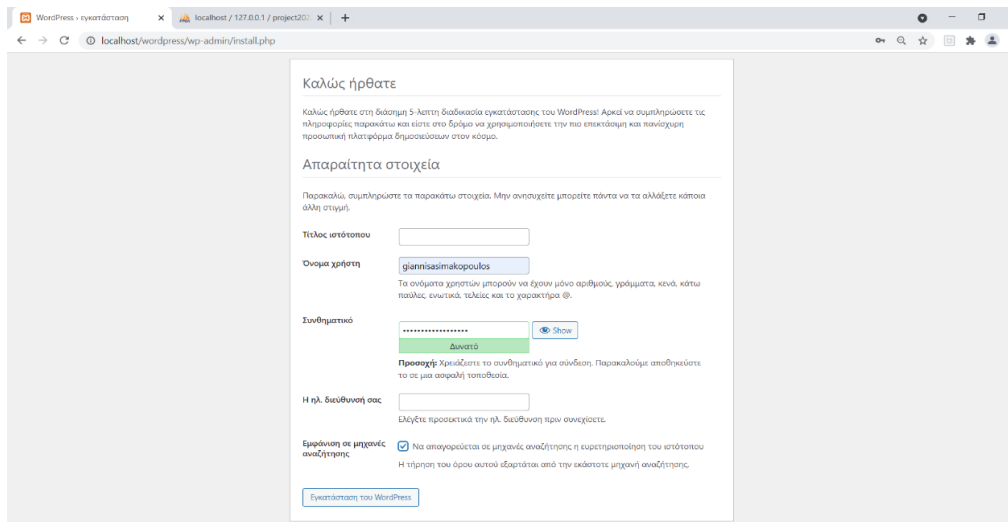 WordPress › εγκατάσταση
localhost / 127.0.0.1 / project202
localhost/wordpress/wp-admin/install.php
Καλώς ήρθατε
Καλώς ήρθατε στη διάσημη 5-λεπτη διαδικασία εγκατάστασης του WordPress! Αρκεί να συμπληρώσετε τις
πληροφορίες παρακάτω και είστε στο δρόμο να χρησιμοποιήσετε την πιο επεκτάσιμη και πανίσχυρη
προσωπική πλατφόρμα δημοσιεύσεων στον κόσμο.
Απαραίτητα στοιχεία
Παρακαλώ, συμπληρώστε τα παρακάτω στοιχεία. Μην ανησυχείτε μπορείτε πάντα να τα αλλάξετε κάποια
άλλη στιγμή.
Τίτλος ιστότοπου
Όνομα χρήστη
giannisasimakopoulos
Τα ονόματα χρηστών μπορούν να έχουν μόνο αριθμούς, γράμματα, κενά, κάτω
παύλες, ενωτικά, τελείες και το χαρακτήρα @.
Συνθηματικό
••••••••••••••••••
Show
Δυνατό
Προσοχή: Χρειάζεστε το συνθηματικό για σύνδεση. Παρακαλούμε αποθηκεύστε
το σε μια ασφαλή τοποθεσία.
Η ηλ. διεύθυνσή σας
Ελέγξτε προσεκτικά την ηλ. διεύθυνση πριν συνεχίσετε.
Εμφάνιση σε μηχανές
αναζήτησης
Να απαγορεύεται σε μηχανές αναζήτησης η ευρετηριοποίηση του ιστότοπου
Η τήρηση του όρου αυτού εξαρτάται από την εκάστοτε μηχανή αναζήτησης.
Εγκατάσταση του WordPress